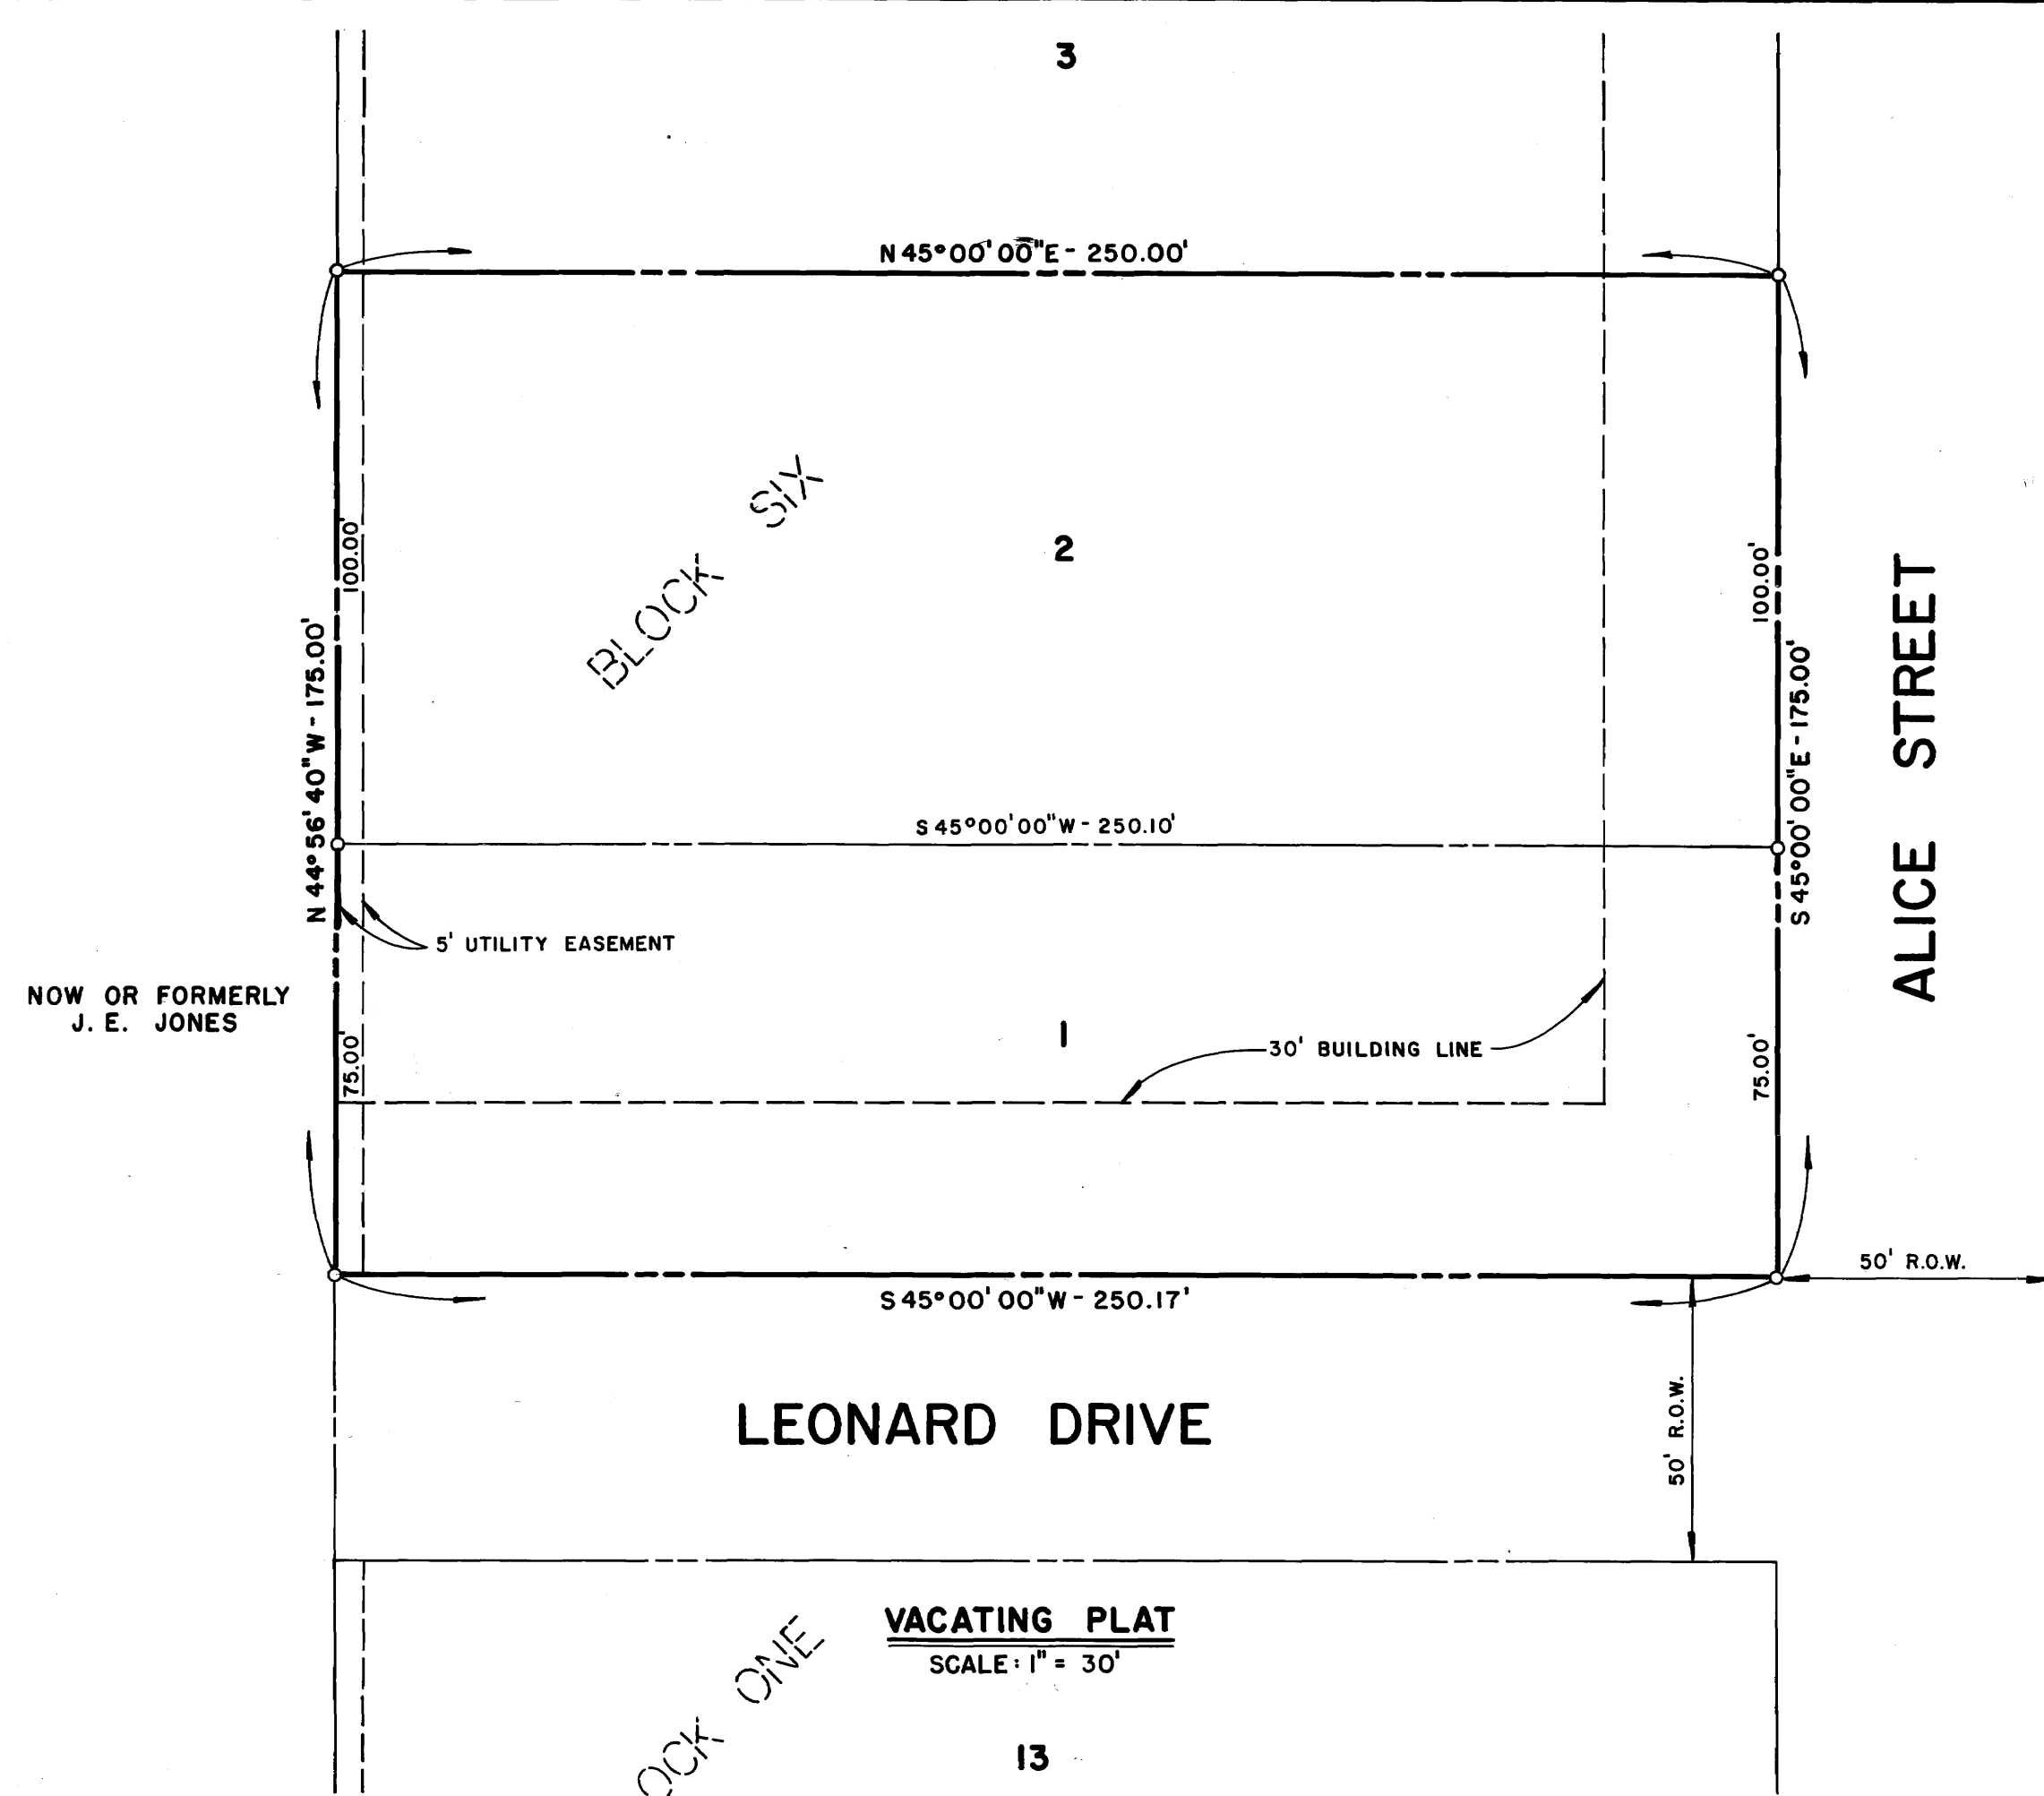 3
N 45°00'00"E - 250.00'
BLOCK SIX
2
100.00'
100.00'
N 44°56'40"W - 175.00'
S 45°00'00"E - 175.00'
ALICE STREET
S 45°00'00"W - 250.10'
5' UTILITY EASEMENT
NOW OR FORMERLY
J. E. JONES
1
30' BUILDING LINE
75.00'
75.00'
50' R.O.W.
S 45°00'00"W - 250.17'
LEONARD DRIVE
50' R.O.W.
VACATING PLAT
SCALE: 1" = 30'
OCK ONE
13